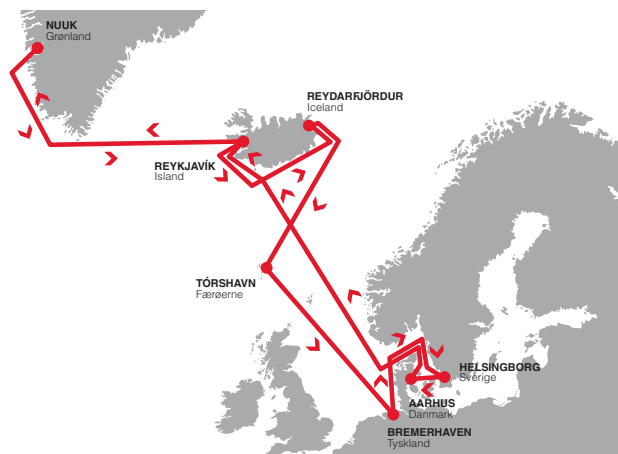 NUUK
Grønland
REYDARFJÖRDUR
Iceland
REYKJAVÍK
Island
TÓRSHAVN
Færøerne
HELSINGBORG
Sverige
AARHUS
Danmark
BREMERHAVEN
Tyskland